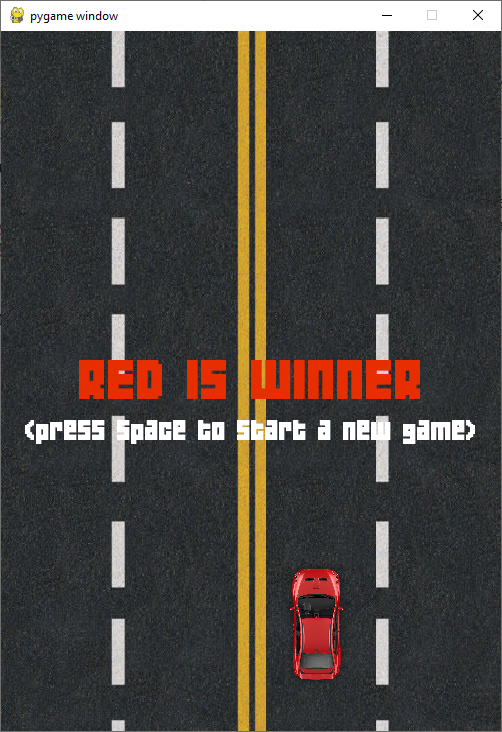 pygame window
RED IS WINNER
(press space to start a new game)